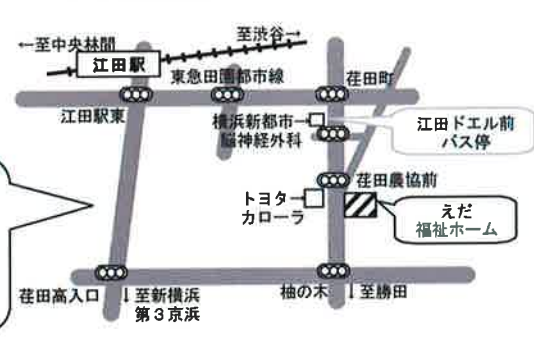 ←至中央林間
至渋谷→
江田駅
東急田園都市線
荏田町
江田駅東
横浜新都市→
脳神経外科
江田ドエル前
バス停
荏田農協前
トヨタ→
カローラ
えだ
福祉ホーム
荏田高入口
↓至新横浜
第3京浜
柚の木
↓至勝田